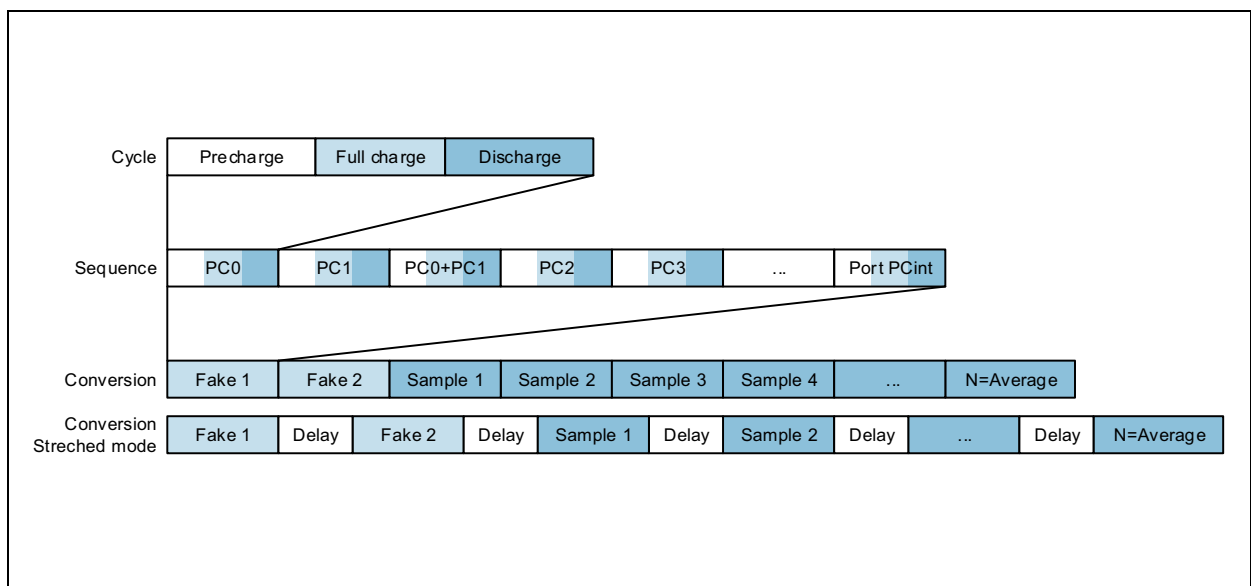 Cycle Precharge Full charge Discharge
Sequence PC0 PC1 PC0+PC1 PC2 PC3 ... Port PCint
Conversion Fake 1 Fake 2 Sample 1 Sample 2 Sample 3 Sample 4 ... N=Average
Conversion
Streched mode Fake 1 Delay Fake 2 Delay Sample 1 Delay Sample 2 Delay ... Delay N=Average